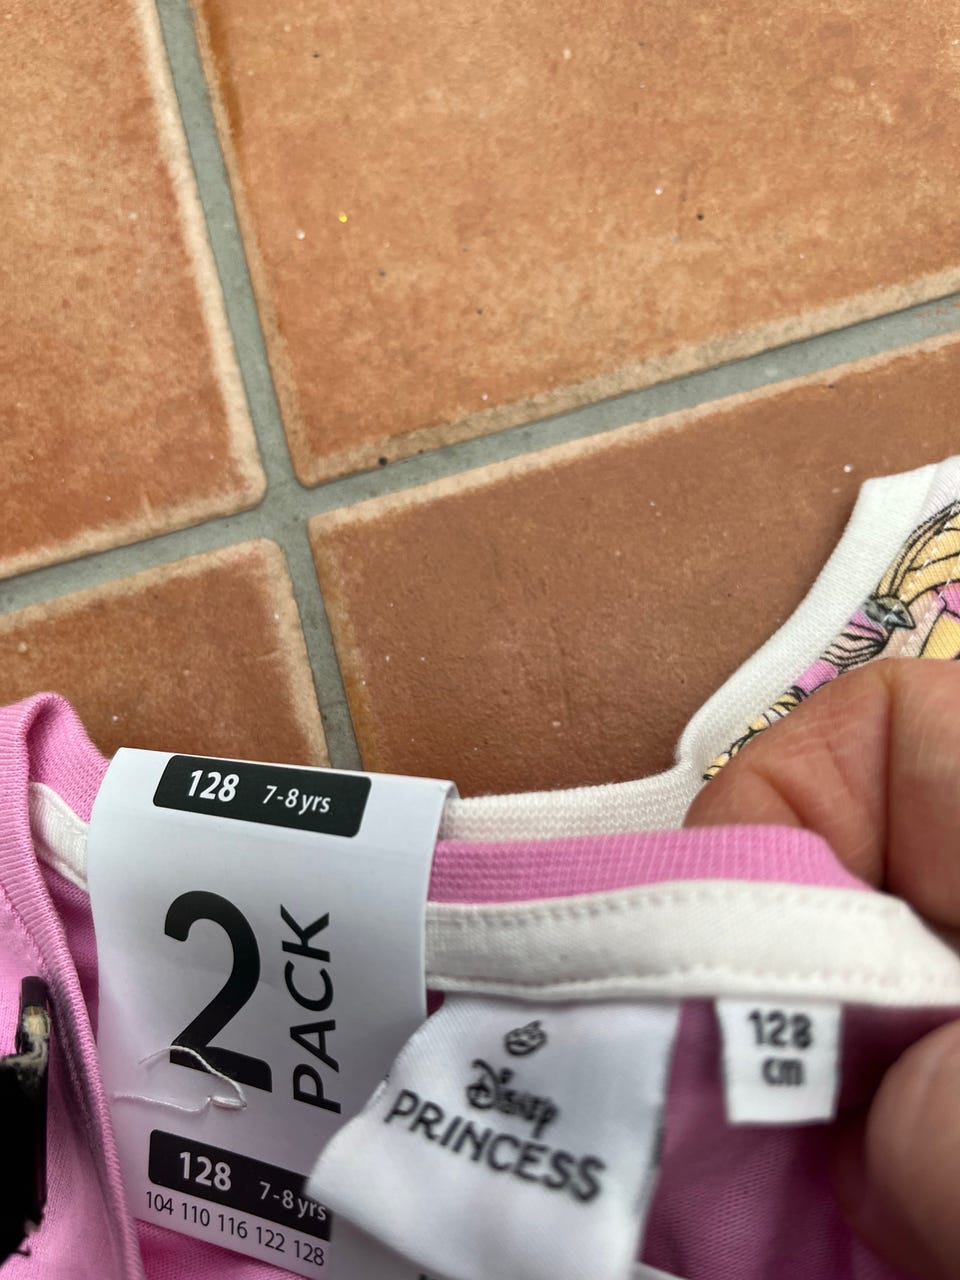 128 7-8 yrs
2 PACK
128 7-8 yrs
104 110 116 122 128
Disney
PRINCESS
128
cm